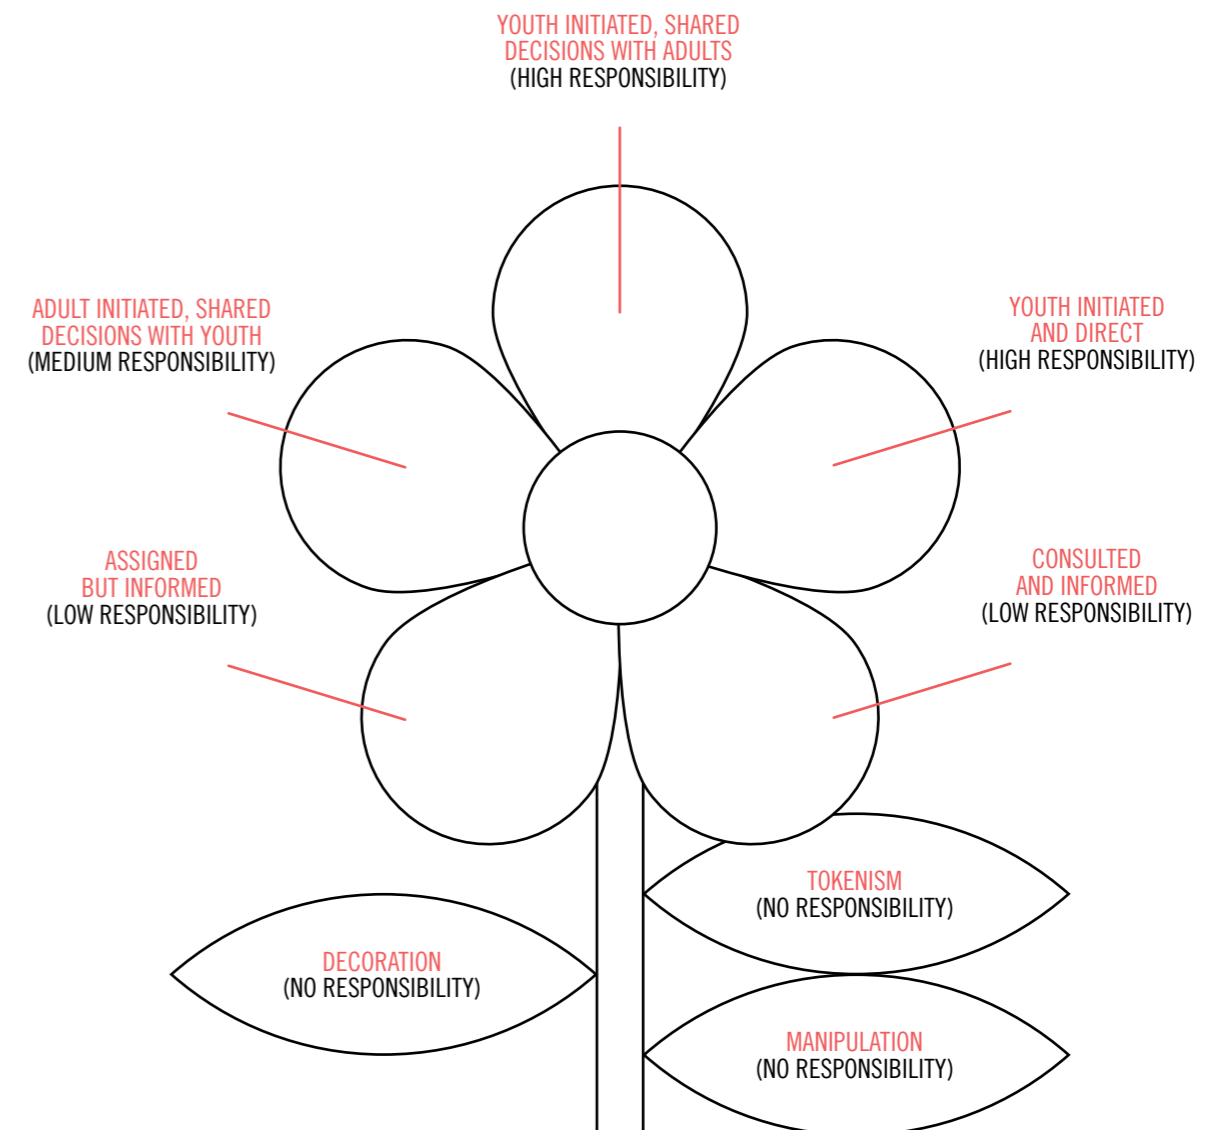 YOUTH INITIATED, SHARED
DECISIONS WITH ADULTS
(HIGH RESPONSIBILITY)
ADULT INITIATED, SHARED
DECISIONS WITH YOUTH
(MEDIUM RESPONSIBILITY)
YOUTH INITIATED
AND DIRECT
(HIGH RESPONSIBILITY)
ASSIGNED
BUT INFORMED
(LOW RESPONSIBILITY)
CONSULTED
AND INFORMED
(LOW RESPONSIBILITY)
TOKENISM
(NO RESPONSIBILITY)
DECORATION
(NO RESPONSIBILITY)
MANIPULATION
(NO RESPONSIBILITY)